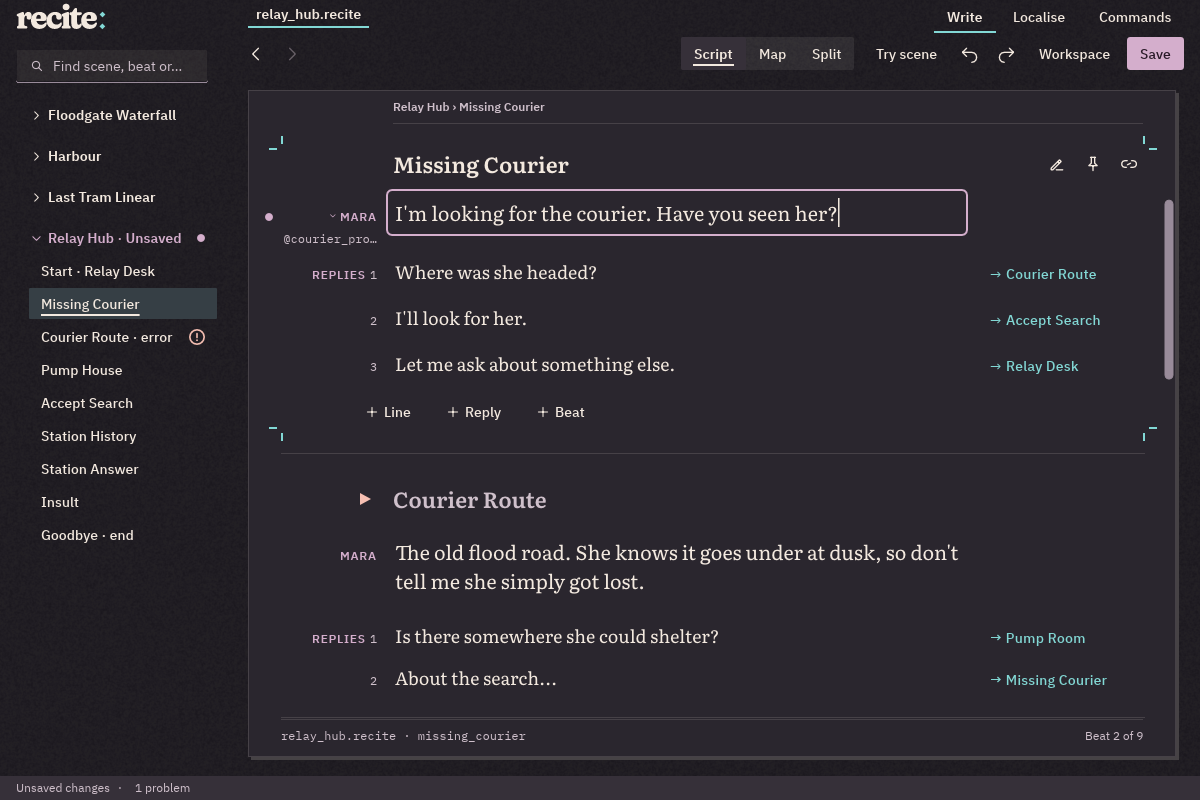 recite:
relay_hub.recite
Write
Localise
Commands
Find scene, beat or...
Script
Map
Split
Try scene
Workspace
Save
Floodgate Waterfall
Harbour
Last Tram Linear
Relay Hub · Unsaved
Start · Relay Desk
Missing Courier
Courier Route · error
Pump House
Accept Search
Station History
Station Answer
Insult
Goodbye · end
Relay Hub › Missing Courier
Missing Courier
MARA
I'm looking for the courier. Have you seen her?
@courier_pro…
REPLIES 1 Where was she headed? → Courier Route
2 I'll look for her. → Accept Search
3 Let me ask about something else. → Relay Desk
+ Line + Reply + Beat
Courier Route
MARA The old flood road. She knows it goes under at dusk, so don't
tell me she simply got lost.
REPLIES 1 Is there somewhere she could shelter? → Pump Room
2 About the search... → Missing Courier
relay_hub.recite · missing_courier
Beat 2 of 9
Unsaved changes · 1 problem